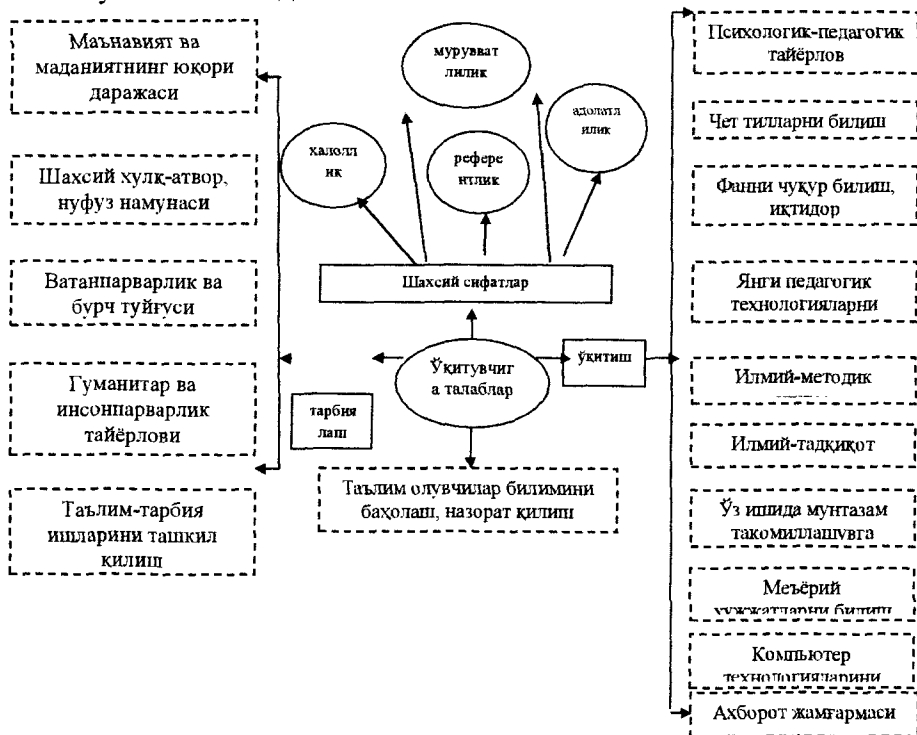 Маънавият ва
маданиятнинг юқори
даражаси
Шахсий хулқ-атвор,
нуфуз намунаси
Ватанпарварлик ва
бурч туйғуси
Гуманитар ва
инсонпарварлик
тайёрлови
Таълим-тарбия
ишларини ташкил
қилиш
мурувват
лилик
адолатл
илик
халолл
ик
рефере
нтлик
Шахсий сифатлар
Ўқитувчиг
а талаблар
ўқитиш
тарбия
лаш
Таълим олувчилар билимини
баҳолаш, назорат қилиш
Психологик-педагогик
тайёрлов
Чет тилларни билиш
Фанни чуқур билиш,
иқтидор
Янги педагогик
технологияларни
Илмий-методик
Илмий-тадқиқот
Ўз ишида мунтазам
такомиллашувга
Меъёрий
ҳужжатларни билиш
Компьютер
технологияларини
Ахборот жамғармаси